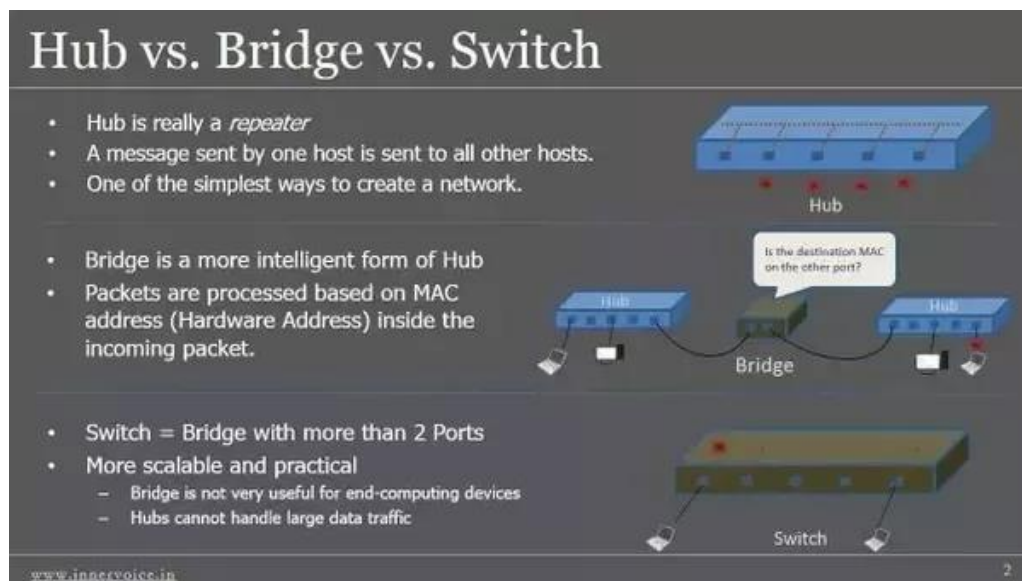 Hub vs. Bridge vs. Switch
• Hub is really a repeater
• A message sent by one host is sent to all other hosts.
• One of the simplest ways to create a network.
Hub
• Bridge is a more intelligent form of Hub
• Packets are processed based on MAC
address (Hardware Address) inside the
incoming packet.
Is the destination MAC
on the other port?
Hub
Hub
Bridge
• Switch = Bridge with more than 2 Ports
• More scalable and practical
– Bridge is not very useful for end-computing devices
– Hubs cannot handle large data traffic
Switch
www.innervoice.in
2